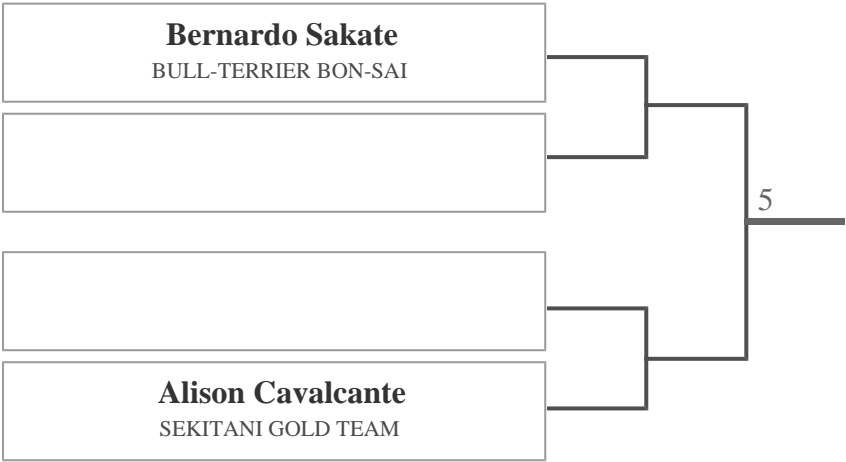 Bernardo Sakate
BULL-TERRIER BON-SAI
5
Alison Cavalcante
SEKITANI GOLD TEAM